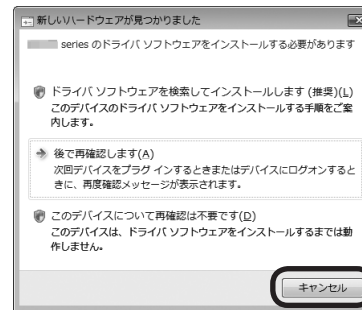 新しいハードウェアが見つかりました
series のドライバ ソフトウェアをインストールする必要があります
ドライバ ソフトウェアを検索してインストールします (推奨)(L)
このデバイスのドライバ ソフトウェアをインストールする手順をご案
内します。
後で再確認します(A)
次回デバイスをプラグ インするときまたはデバイスにログオンすると
きに、再度確認メッセージが表示されます。
このデバイスについて再確認は不要です(D)
このデバイスは、ドライバ ソフトウェアをインストールするまでは動
作しません。
キャンセル